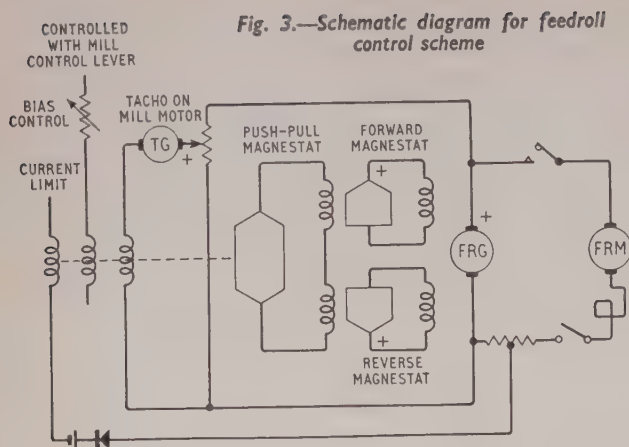 Fig. 3.—Schematic diagram for feedroll
control scheme
CONTROLLED
WITH MILL
CONTROL LEVER
BIAS
CONTROL
TACHO ON
MILL MOTOR
CURRENT
LIMIT
TG
+
PUSH-PULL
MAGNESTAT
FORWARD
MAGNESTAT
+
REVERSE
MAGNESTAT
+
FRG
+
FRM